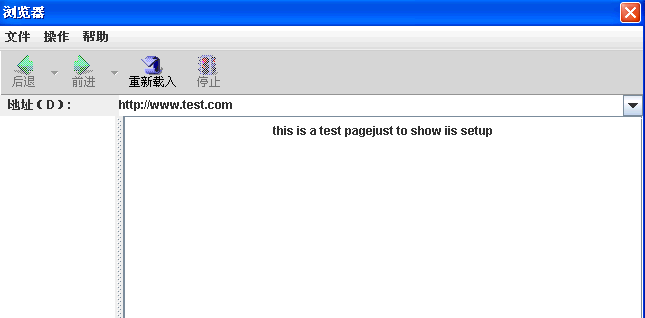 浏览器
文件 操作 帮助
后退 前进 重新载入 停止
地址(D): http://www.test.com
this is a test pagejust to show iis setup